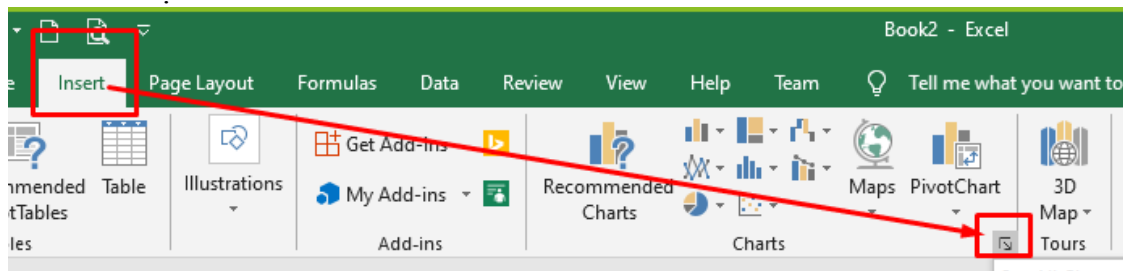 Book2 - Excel
Insert Page Layout Formulas Data Review View Help Team Tell me what you want to
Get Add-ins
Table Illustrations My Add-ins Recommended Charts Maps PivotChart 3D Map
Add-ins Charts Tours